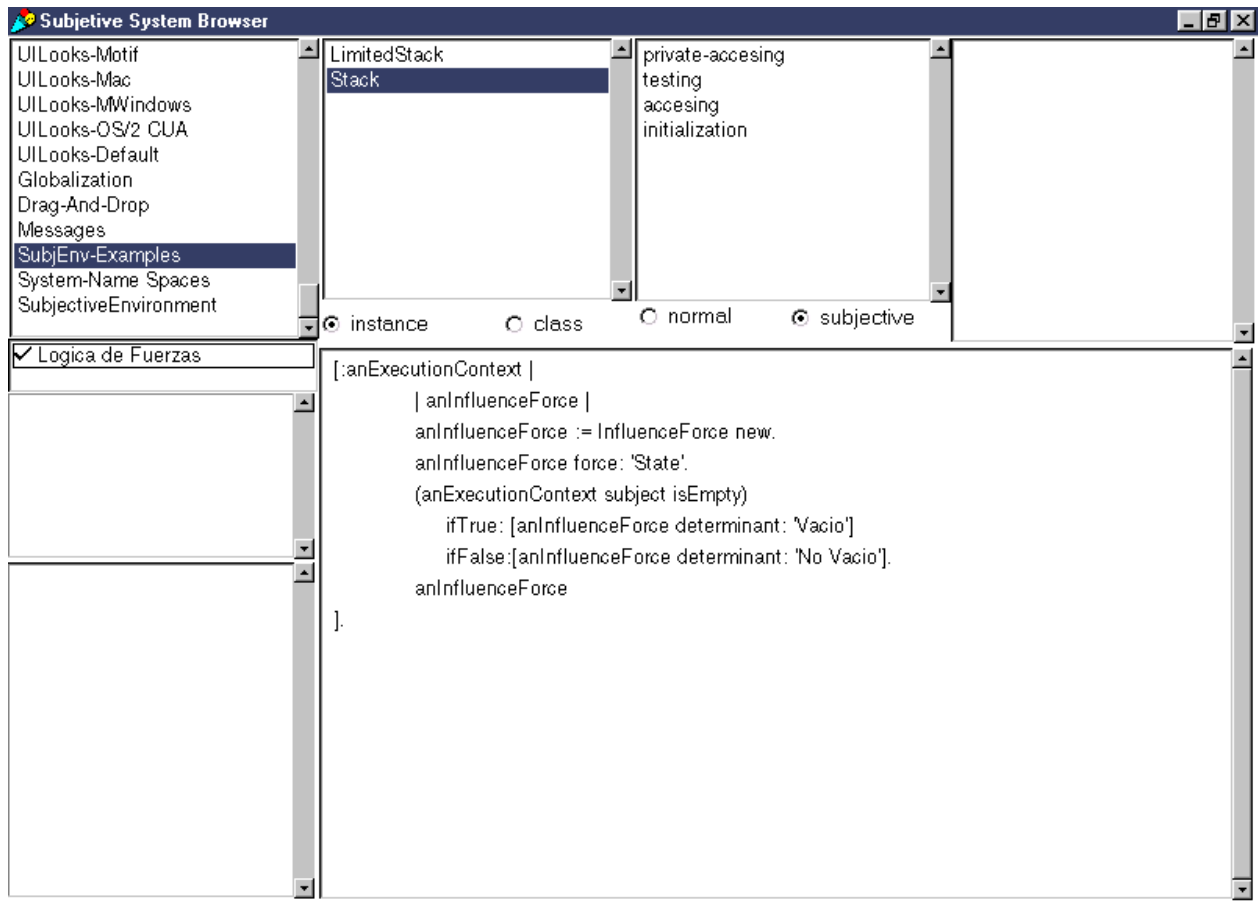 Subjetive System Browser
UILooks-Motif
UILooks-Mac
UILooks-MWindows
UILooks-OS/2 CUA
UILooks-Default
Globalization
Drag-And-Drop
Messages
SubjEnv-Examples
System-Name Spaces
SubjectiveEnvironment
LimitedStack
Stack
private-accesing
testing
accesing
initialization
instance
class
normal
subjective
Logica de Fuerzas
[:anExecutionContext |
| anInfluenceForce |
anInfluenceForce := InfluenceForce new.
anInfluenceForce force: 'State'.
(anExecutionContext subject isEmpty)
ifTrue: [anInfluenceForce determinant: 'Vacio']
ifFalse:[anInfluenceForce determinant: 'No Vacio'].
anInfluenceForce
].